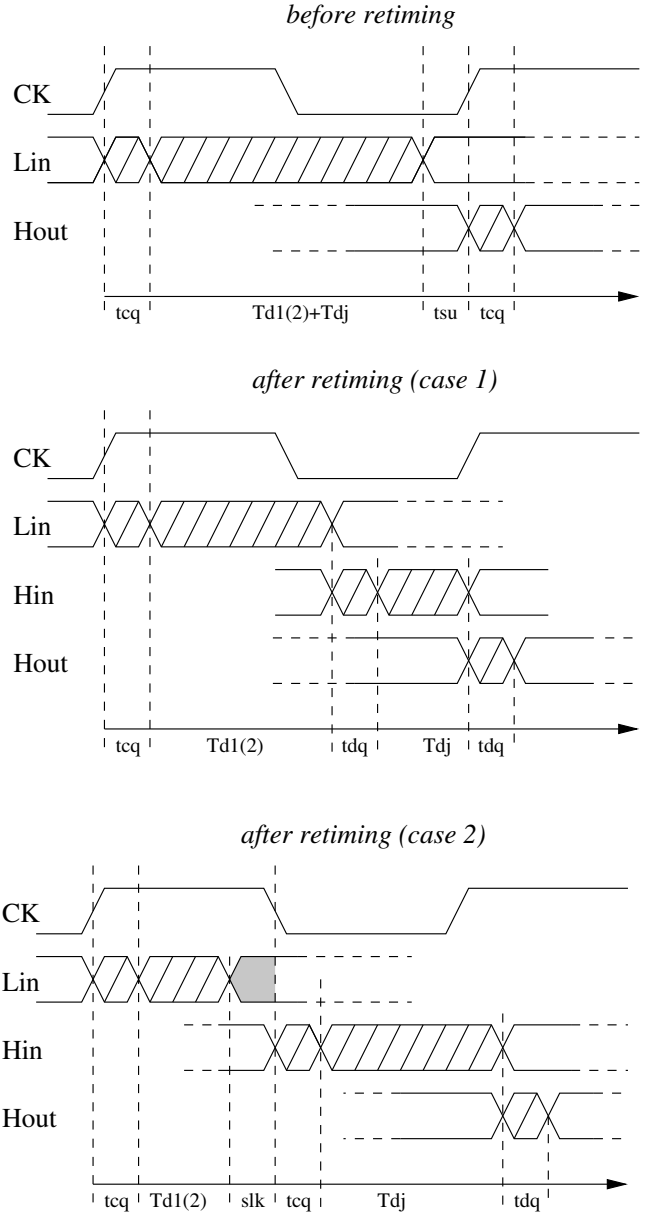 before retiming
CK
Lin
Hout
tcq Td1(2)+Tdj tsu tcq
after retiming (case 1)
CK
Lin
Hin
Hout
tcq Td1(2) tdq Tdj tdq
after retiming (case 2)
CK
Lin
Hin
Hout
tcq Td1(2) slk tcq Tdj tdq